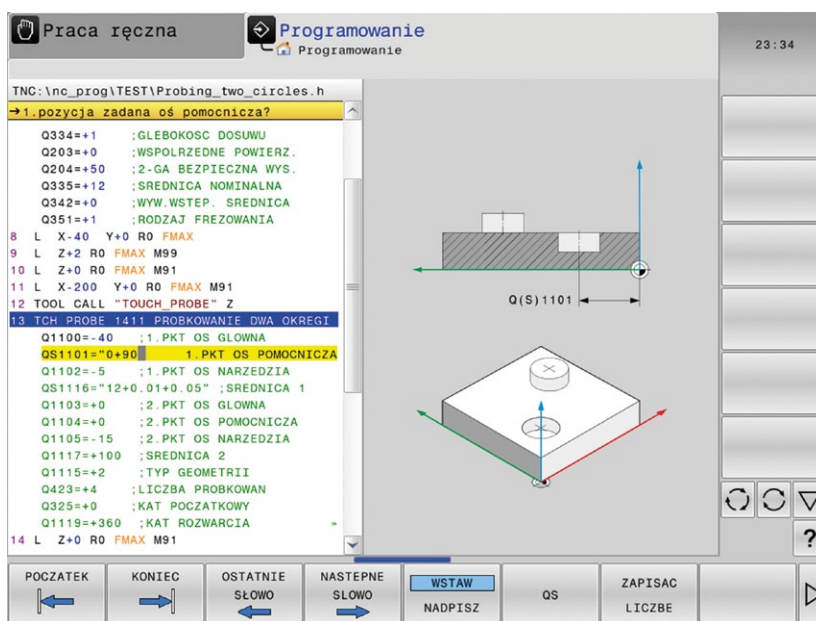 Praca ręczna
Programowanie
Programowanie
23:34
TNC:\nc_prog\TEST\Probing_two_circles.h
→1.pozycja zadana oś pomocnicza?
Q334=+1 ;GLEBOKOSC DOSUWU
Q203=+0 ;WSPOLRZEDNE POWIERZ.
Q204=+50 ;2-GA BEZPIECZNA WYS.
Q335=+12 ;SREDNICA NOMINALNA
Q342=+0 ;WYW.WSTEP. SREDNICA
Q351=+1 ;RODZAJ FREZOWANIA
8 L X-40 Y+0 R0 FMAX
9 L Z+2 R0 FMAX M99
10 L Z+0 R0 FMAX M91
11 L X-200 Y+0 R0 FMAX M91
12 TOOL CALL "TOUCH_PROBE" Z
13 TCH PROBE 1411 PROBKOWANIE DWA OKREGI
Q1100=-40 ;1.PKT OS GLOWNA
QS1101="0+90 1.PKT OS POMOCNICZA
Q1102=-5 ;1.PKT OS NARZEDZIA
QS1116="12+0.01+0.05" ;SREDNICA 1
Q1103=+0 ;2.PKT OS GLOWNA
Q1104=+0 ;2.PKT OS POMOCNICZA
Q1105=-15 ;2.PKT OS NARZEDZIA
Q1117=+100 ;SREDNICA 2
Q1115=+2 ;TYP GEOMETRII
Q423=+4 ;LICZBA PROBKOWAN
Q325=+0 ;KAT POCZATKOWY
Q1119=+360 ;KAT ROZWARCIA
14 L Z+0 R0 FMAX M91
Q(S)1101
?
POCZATEK
KONIEC
OSTATNIE
SŁOWO
NASTEPNE
SLOWO
WSTAW
NADPISZ
QS
ZAPISAC
LICZBE